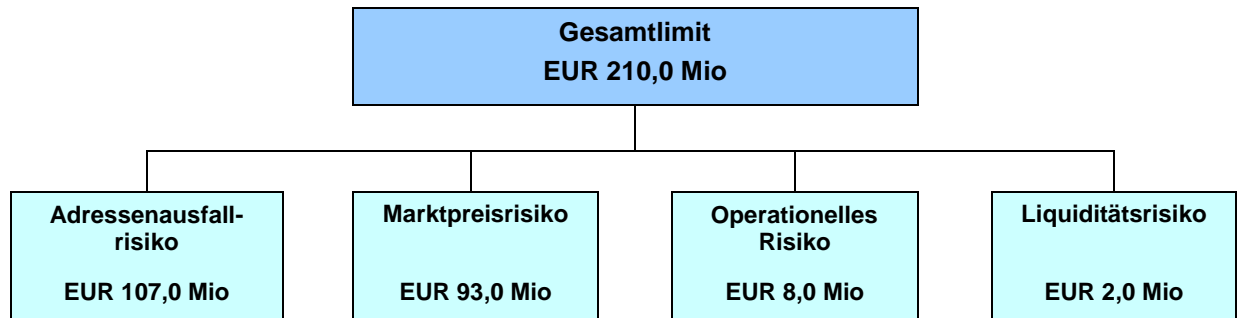 Gesamtlimit
EUR 210,0 Mio
Adressenausfall-
risiko
EUR 107,0 Mio
Marktpreisrisiko
EUR 93,0 Mio
Operationelles
Risiko
EUR 8,0 Mio
Liquiditätsrisiko
EUR 2,0 Mio